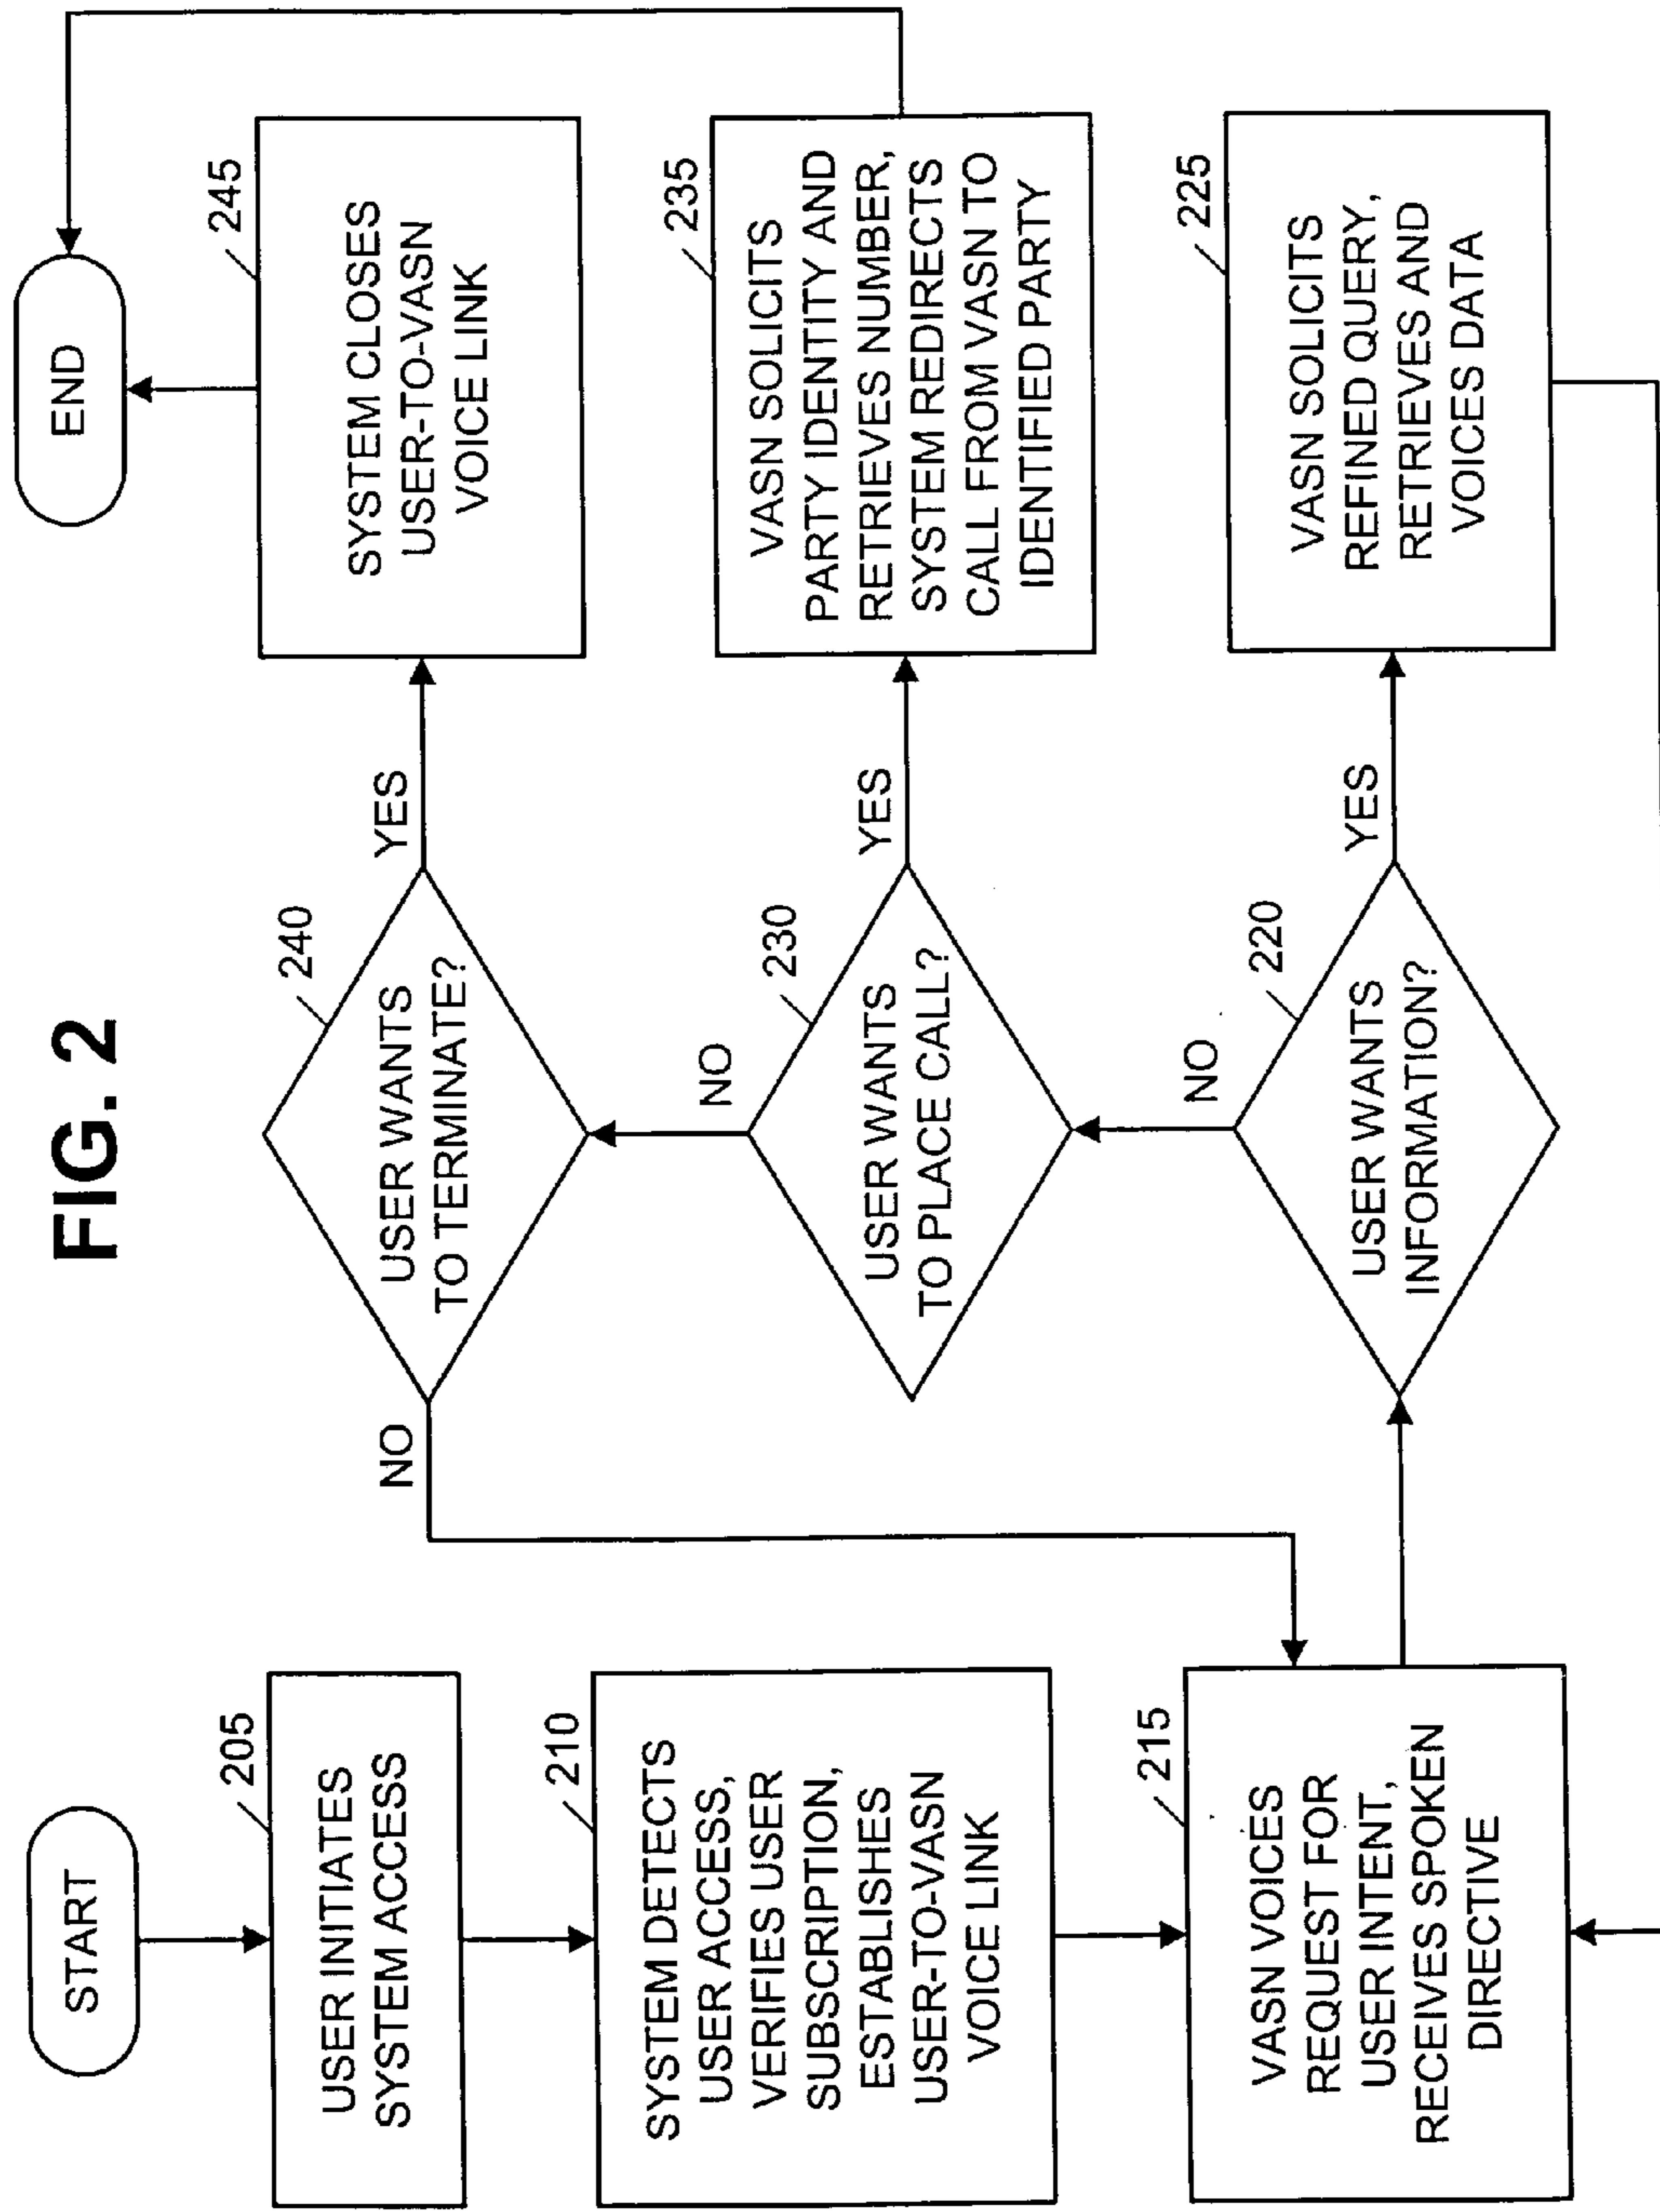 FIG. 2
START
205
USER INITIATES
SYSTEM ACCESS
210
SYSTEM DETECTS
USER ACCESS,
VERIFIES USER
SUBSCRIPTION,
ESTABLISHES
USER-TO-VASN
VOICE LINK
215
VASN VOICES
REQUEST FOR
USER INTENT,
RECEIVES SPOKEN
DIRECTIVE
NO
240
USER WANTS
TO TERMINATE?
YES
NO
230
USER WANTS
TO PLACE CALL?
YES
NO
220
USER WANTS
INFORMATION?
YES
END
245
SYSTEM CLOSES
USER-TO-VASN
VOICE LINK
235
VASN SOLICITS
PARTY IDENTITY AND
RETRIEVES NUMBER,
SYSTEM REDIRECTS
CALL FROM VASN TO
IDENTIFIED PARTY
225
VASN SOLICITS
REFINED QUERY,
RETRIEVES AND
VOICES DATA